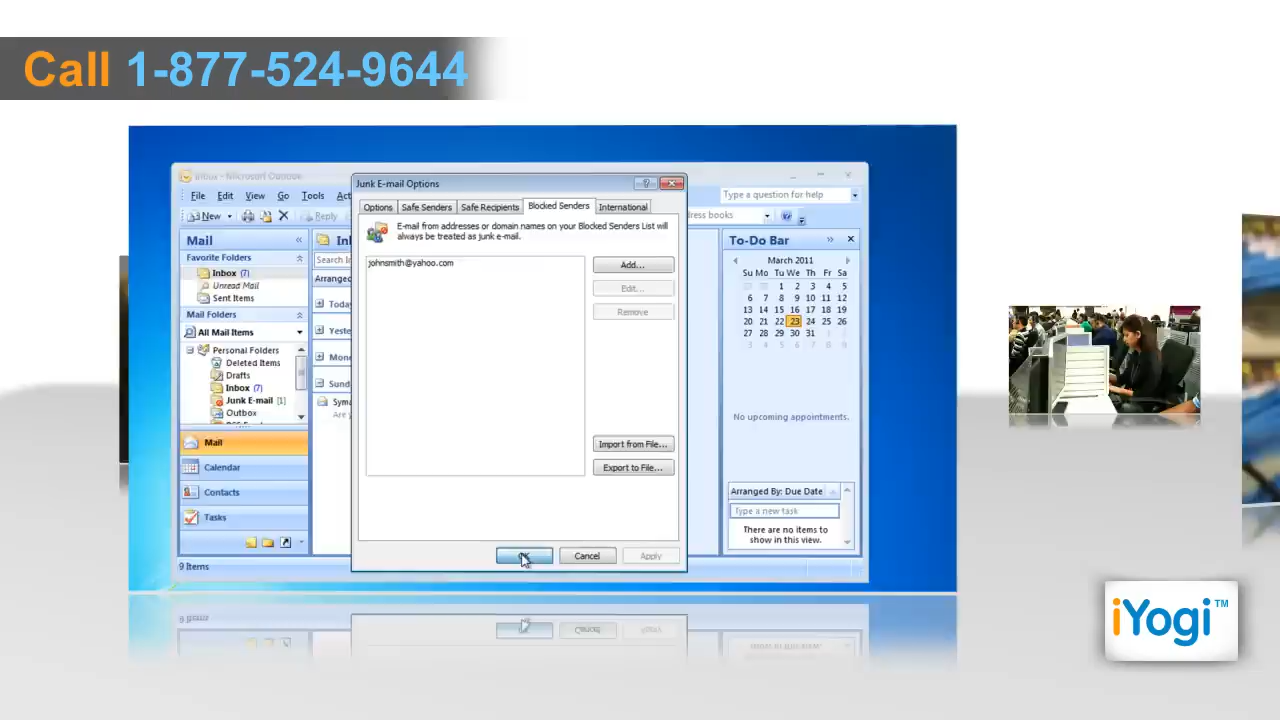 Call 1-877-524-9644
Inbox - Microsoft Outlook
File Edit View Go Tools
Type a question for help
New
Reply
Mail
Favorite Folders
Inbox (7)
Unread Mail
Sent Items
Mail Folders
All Mail Items
Personal Folders
Deleted Items
Drafts
Inbox (7)
Junk E-mail [1]
Outbox
Mail
Calendar
Contacts
Tasks
9 Items
Junk E-mail Options
Options Safe Senders Safe Recipients Blocked Senders International
E-mail from addresses or domain names on your Blocked Senders List will
always be treated as junk e-mail.
johnsmith@yahoo.com
Add...
Edit...
Remove
Import from File...
Export to File...
OK Cancel Apply
To-Do Bar
March 2011
Su Mo Tu We Th Fr Sa
1 2 3 4 5
6 7 8 9 10 11 12
13 14 15 16 17 18 19
20 21 22 23 24 25 26
27 28 29 30 31
No upcoming appointments.
Arranged By: Due Date
Type a new task
There are no items to
show in this view.
iYogi™